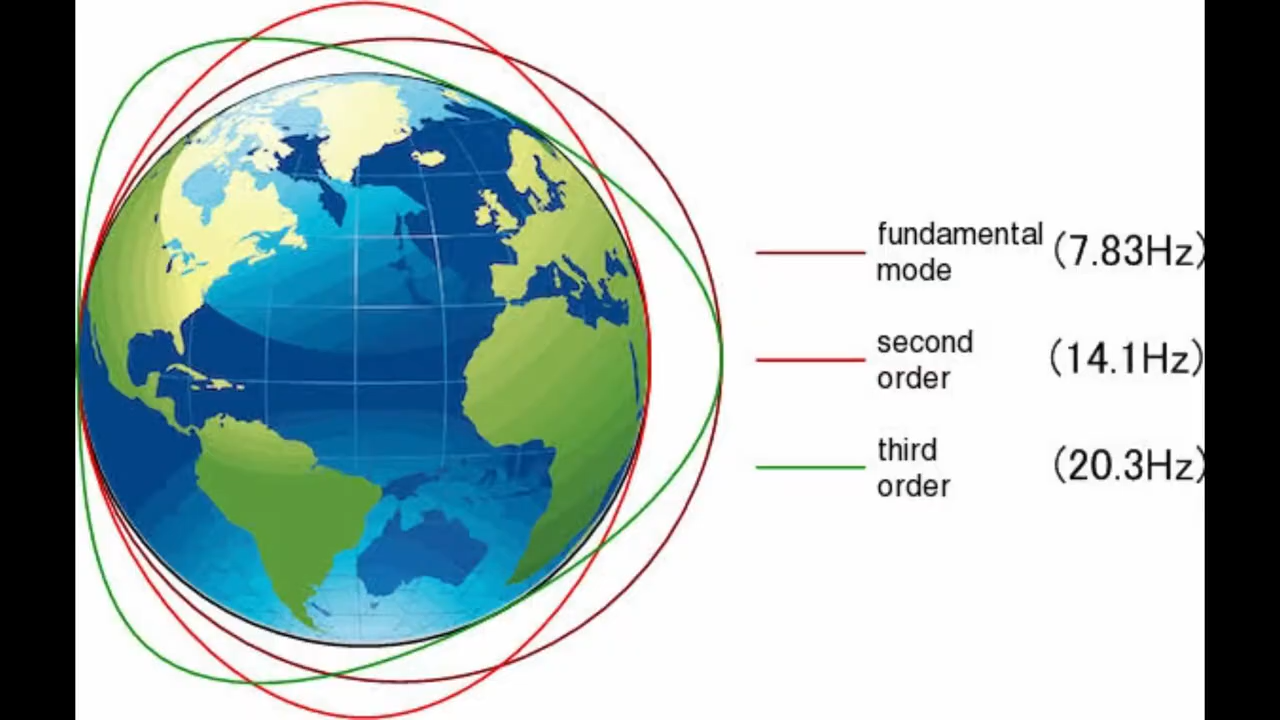 fundamental mode (7.83Hz)
second order (14.1Hz)
third order (20.3Hz)